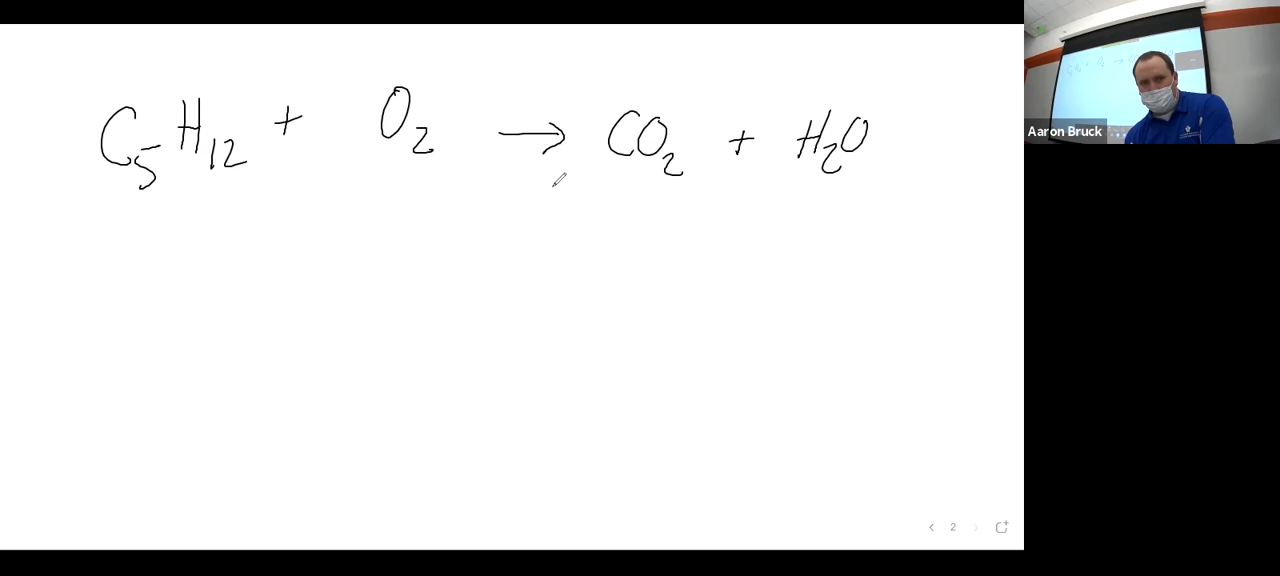 C₅H₁₂ + O₂ → CO₂ + H₂O
Aaron Bruck
2